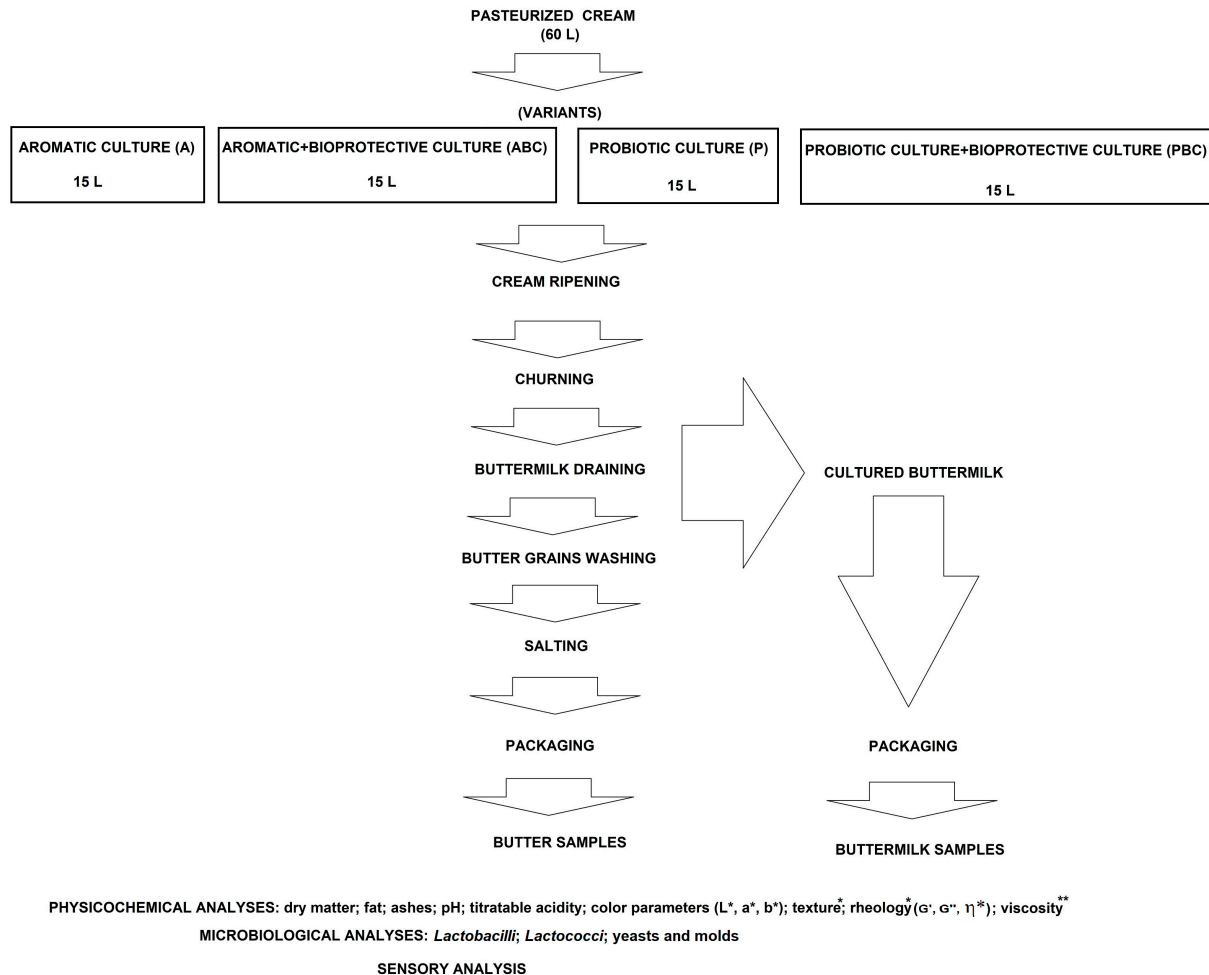 PASTEURIZED CREAM
(60 L)
(VARIANTS)
AROMATIC CULTURE (A)
15 L
AROMATIC+BIOPROTECTIVE CULTURE (ABC)
15 L
PROBIOTIC CULTURE (P)
15 L
PROBIOTIC CULTURE+BIOPROTECTIVE CULTURE (PBC)
15 L
CREAM RIPENING
CHURNING
BUTTERMILK DRAINING
CULTURED BUTTERMILK
BUTTER GRAINS WASHING
SALTING
PACKAGING
PACKAGING
BUTTER SAMPLES
BUTTERMILK SAMPLES
PHYSICOCHEMICAL ANALYSES: dry matter; fat; ashes; pH; titratable acidity; color parameters (L*, a*, b*); texture*; rheology*(G', G'', η*); viscosity**
MICROBIOLOGICAL ANALYSES: Lactobacilli; Lactococci; yeasts and molds
SENSORY ANALYSIS